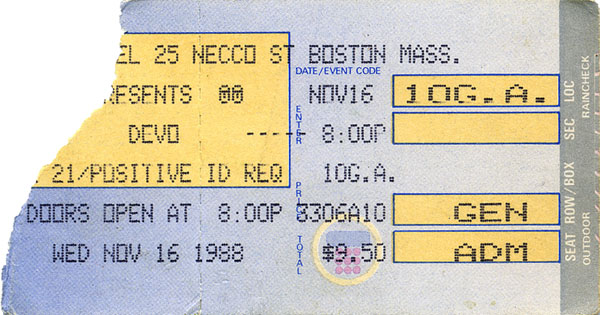 EL 25 NECCO ST BOSTON MASS.
DATE/EVENT CODE
RESENTS 00 NOV16 10G.A.
DEVO 8:00P
21/POSITIVE ID REQ 10G.A.
DOORS OPEN AT 8:00P 3306A10 GEN
WED NOV 16 1988 $9.50 ADM
ENTER
PRICE
TOTAL
LOC
SEC
ROW/BOX
SEAT
RAINCHECK
OUTDOOR